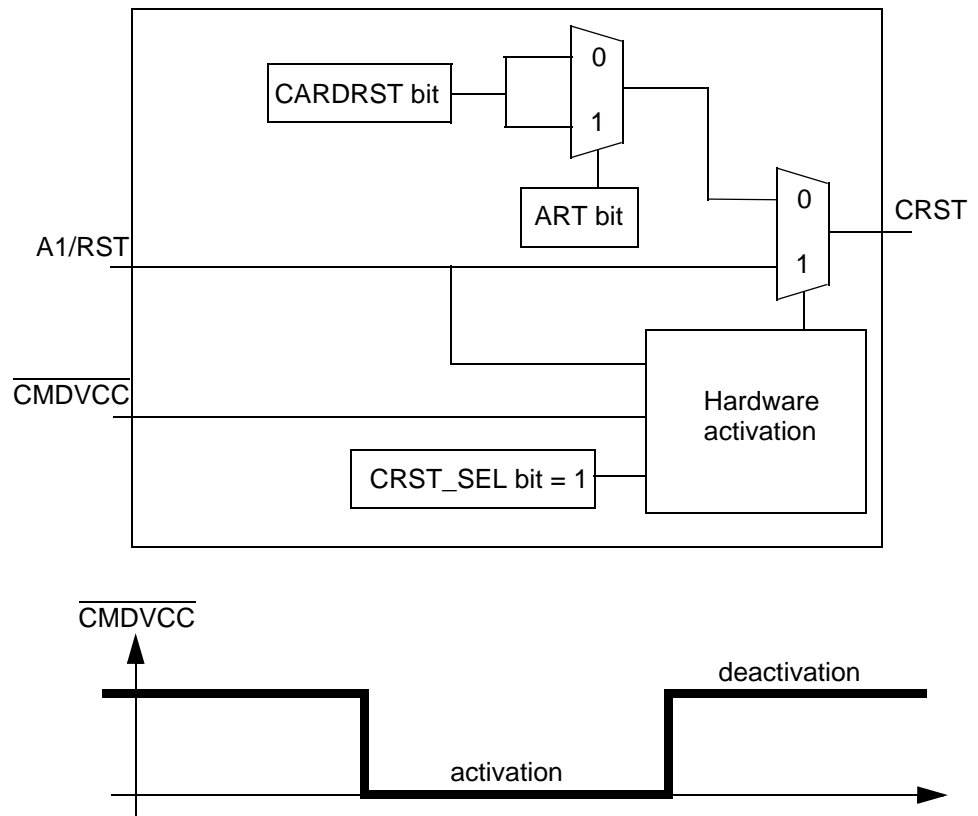 0
CARDRST bit
1
ART bit
0
CRST
A1/RST
1
CMDVCC
Hardware
activation
CRST_SEL bit = 1
CMDVCC
deactivation
activation